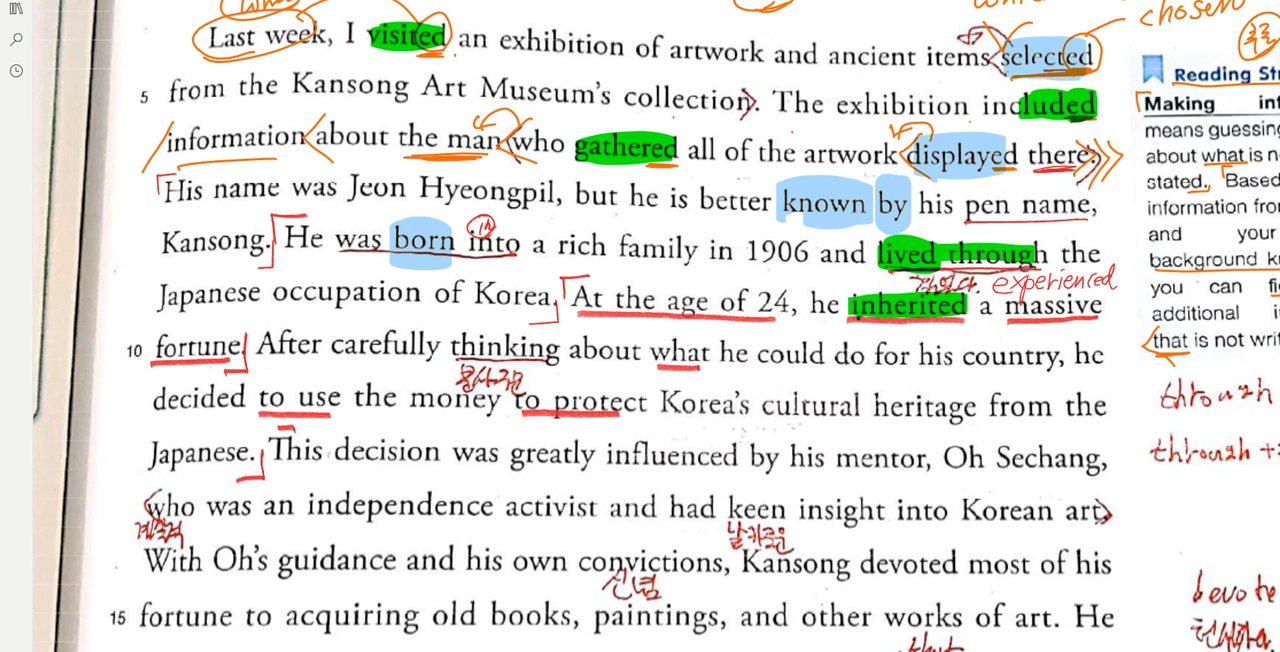 chosen
Last week, I visited an exhibition of artwork and ancient items selected
5 from the Kansong Art Museum's collection. The exhibition included
information about the man who gathered all of the artwork displayed there.
His name was Jeon Hyeongpil, but he is better known by his pen name,
Kansong. He was born into a rich family in 1906 and lived through the
experienced
Japanese occupation of Korea. At the age of 24, he inherited a massive
10 fortune. After carefully thinking about what he could do for his country, he
decided to use the money to protect Korea's cultural heritage from the
Japanese. This decision was greatly influenced by his mentor, Oh Sechang,
who was an independence activist and had keen insight into Korean art.
계속적
날카로운
With Oh's guidance and his own convictions, Kansong devoted most of his
신념
15 fortune to acquiring old books, paintings, and other works of art. He
Reading
Making
means guessing
about what is n
stated. Based
information from
and your
background k
you can
additional
that is not writ
through
through +
devote